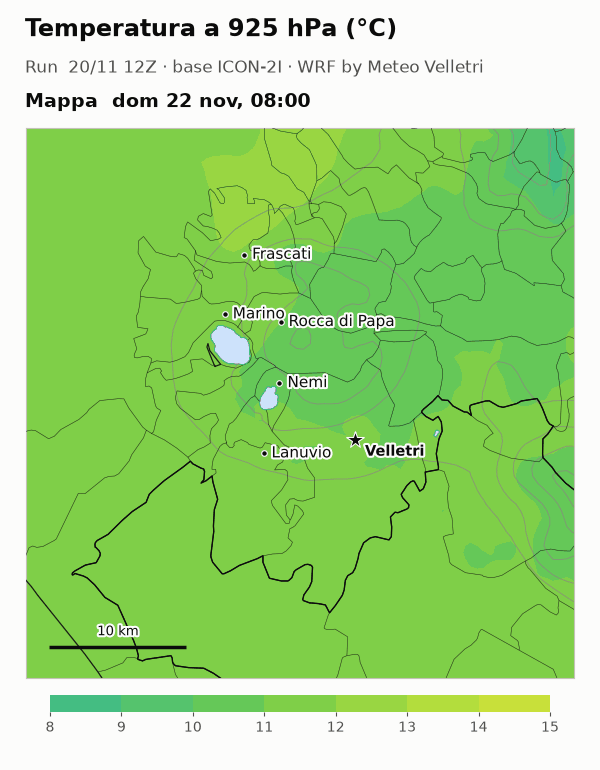 Temperatura a 925 hPa (°C)
Run 20/11 12Z · base ICON-2I · WRF by Meteo Velletri
Mappa dom 22 nov, 08:00
Frascati
Marino
Rocca di Papa
Nemi
Velletri
Lanuvio
10 km
8 9 10 11 12 13 14 15